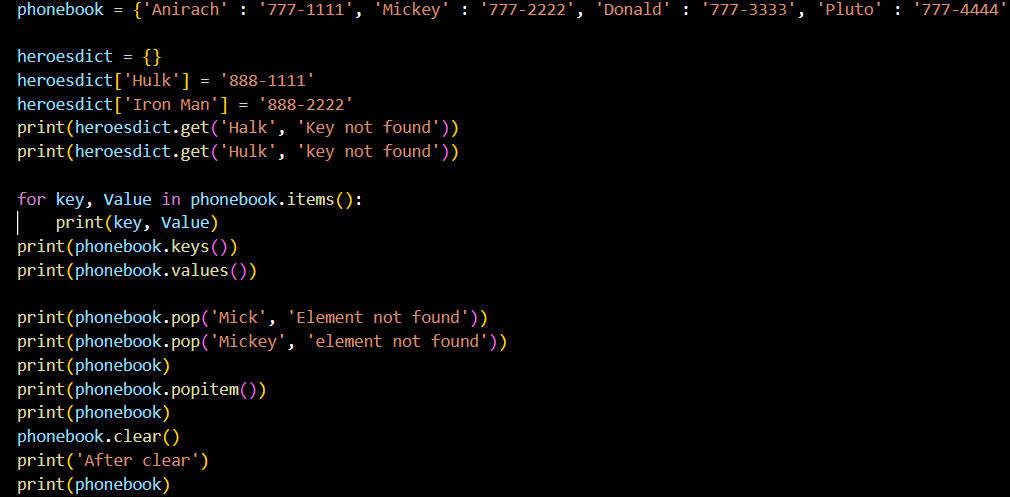 phonebook = {'Anirach' : '777-1111', 'Mickey' : '777-2222', 'Donald' : '777-3333', 'Pluto' : '777-4444'
heroesdict = {}
heroesdict['Hulk'] = '888-1111'
heroesdict['Iron Man'] = '888-2222'
print(heroesdict.get('Halk', 'Key not found'))
print(heroesdict.get('Hulk', 'key not found'))
for key, Value in phonebook.items():
    print(key, Value)
print(phonebook.keys())
print(phonebook.values())
print(phonebook.pop('Mick', 'Element not found'))
print(phonebook.pop('Mickey', 'element not found'))
print(phonebook)
print(phonebook.popitem())
print(phonebook)
phonebook.clear()
print('After clear')
print(phonebook)